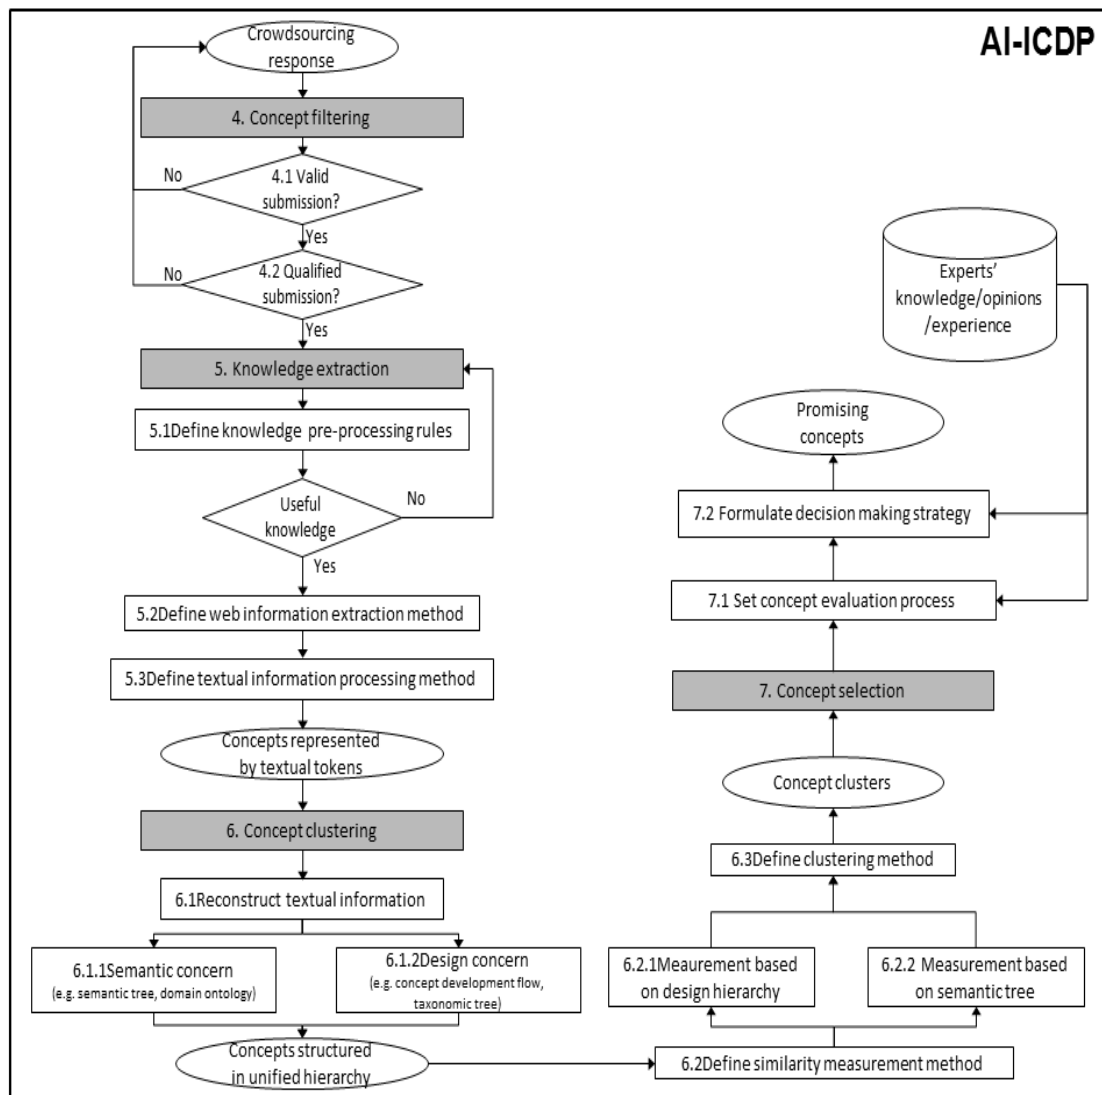 AI-ICDP
Crowdsourcing
response
4. Concept filtering
No
4.1 Valid
submission?
Yes
No
4.2 Qualified
submission?
Yes
5. Knowledge extraction
5.1Define knowledge pre-processing rules
Useful
knowledge
No
Yes
5.2Define web information extraction method
5.3Define textual information processing method
Concepts represented
by textual tokens
6. Concept clustering
6.1Reconstruct textual information
6.1.1Semantic concern
(e.g. semantic tree, domain ontology)
6.1.2Design concern
(e.g. concept development flow,
taxonomic tree)
Concepts structured
in unified hierarchy
6.2Define similarity measurement method
6.2.1Meaurement based
on design hierarchy
6.2.2 Measurement based
on semantic tree
6.3Define clustering method
Concept clusters
7. Concept selection
7.1 Set concept evaluation process
7.2 Formulate decision making strategy
Promising
concepts
Experts'
knowledge/opinions
/experience